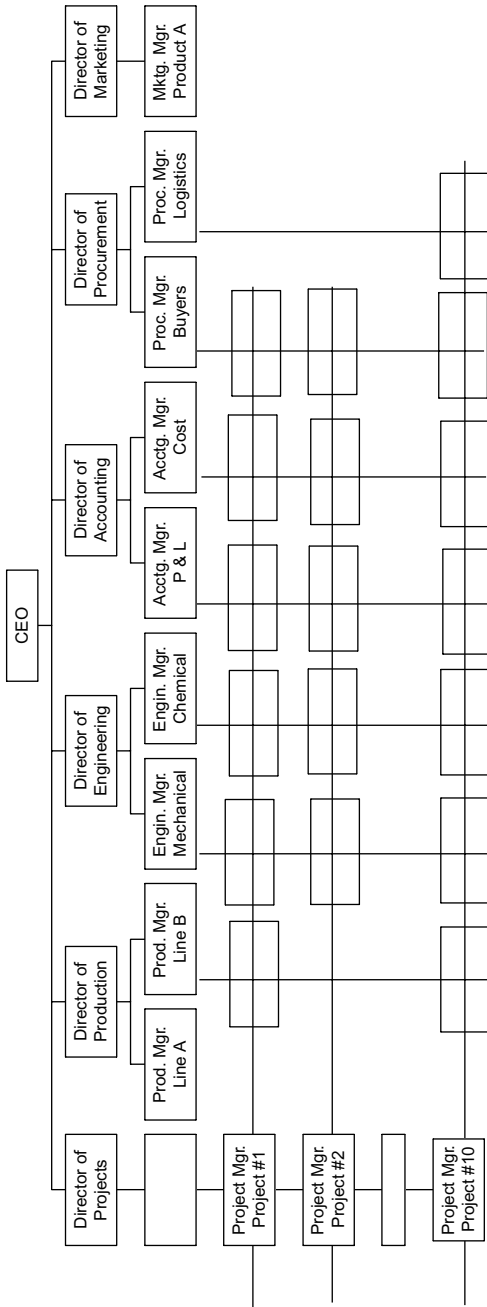 CEO
Director of
Projects
Director of
Production
Director of
Engineering
Director of
Accounting
Director of
Procurement
Director of
Marketing
Prod. Mgr.
Line A
Prod. Mgr.
Line B
Engin. Mgr.
Mechanical
Engin. Mgr.
Chemical
Acctg. Mgr.
P & L
Acctg. Mgr.
Cost
Proc. Mgr.
Buyers
Proc. Mgr.
Logistics
Mktg. Mgr.
Product A
Project Mgr.
Project #1
Project Mgr.
Project #2
Project Mgr.
Project #10